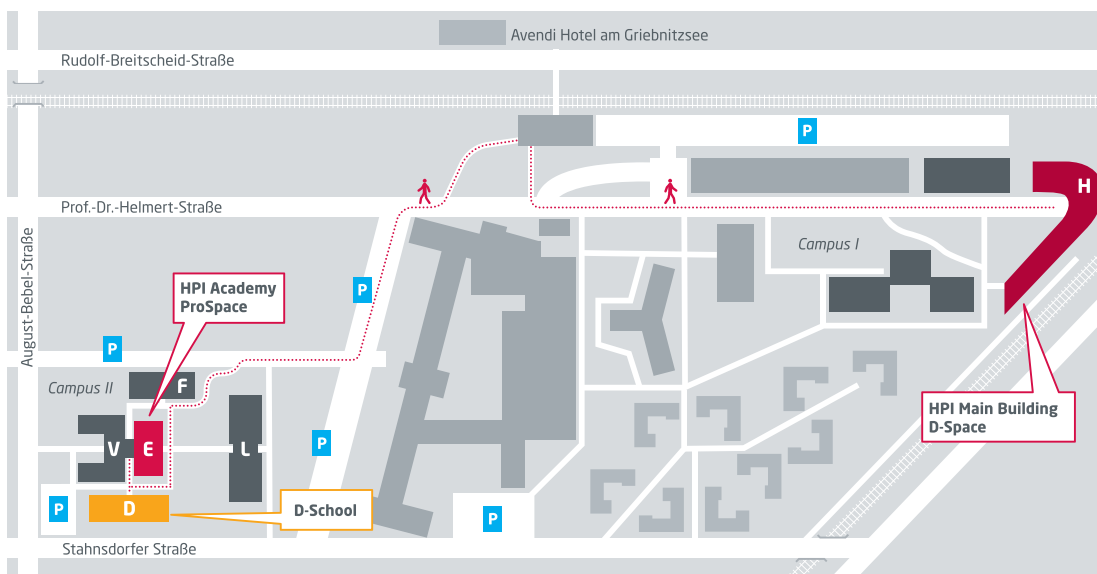 Avendi Hotel am Griebnitzsee
Rudolf-Breitscheid-Straße
P
H
Prof.-Dr.-Helmert-Straße
August-Bebel-Straße
Campus I
HPI Academy
ProSpace
P
P
Campus II
F
HPI Main Building
D-Space
V
E
L
P
D
P
D-School
P
Stahnsdorfer Straße